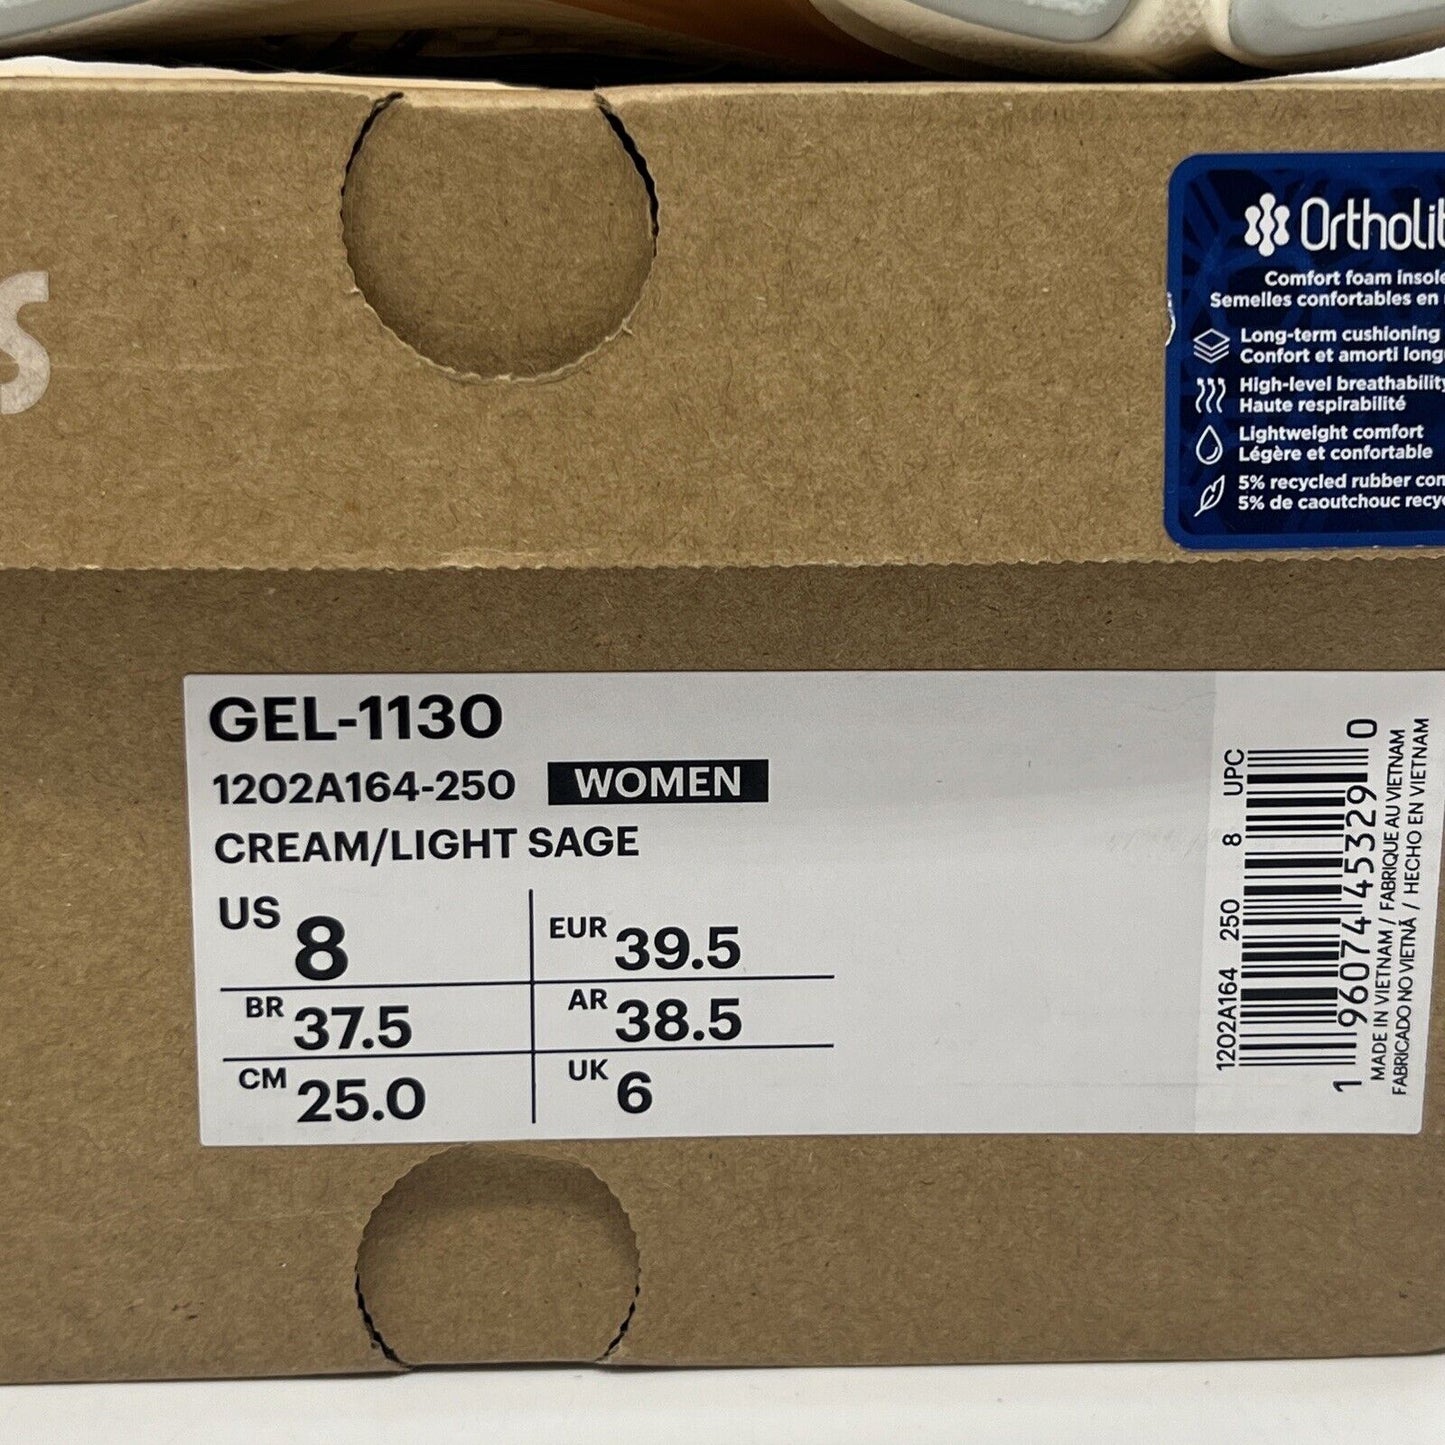 S
Ortholit
Comfort foam insole
Semelles confortables en
Long-term cushioning
Confort et amorti long
High-level breathability
Haute respirabilité
Lightweight comfort
Légère et confortable
5% recycled rubber con
5% de caoutchouc recy
GEL-1130
1202A164-250 WOMEN
CREAM/LIGHT SAGE
US 8 EUR 39.5
BR 37.5 AR 38.5
CM 25.0 UK 6
1202A164 250 8 UPC
1 96074 45329 0
MADE IN VIETNAM / FABRIQUE AU VIETNAM
FABRICADO NO VIETNÃ / HECHO EN VIETNAM